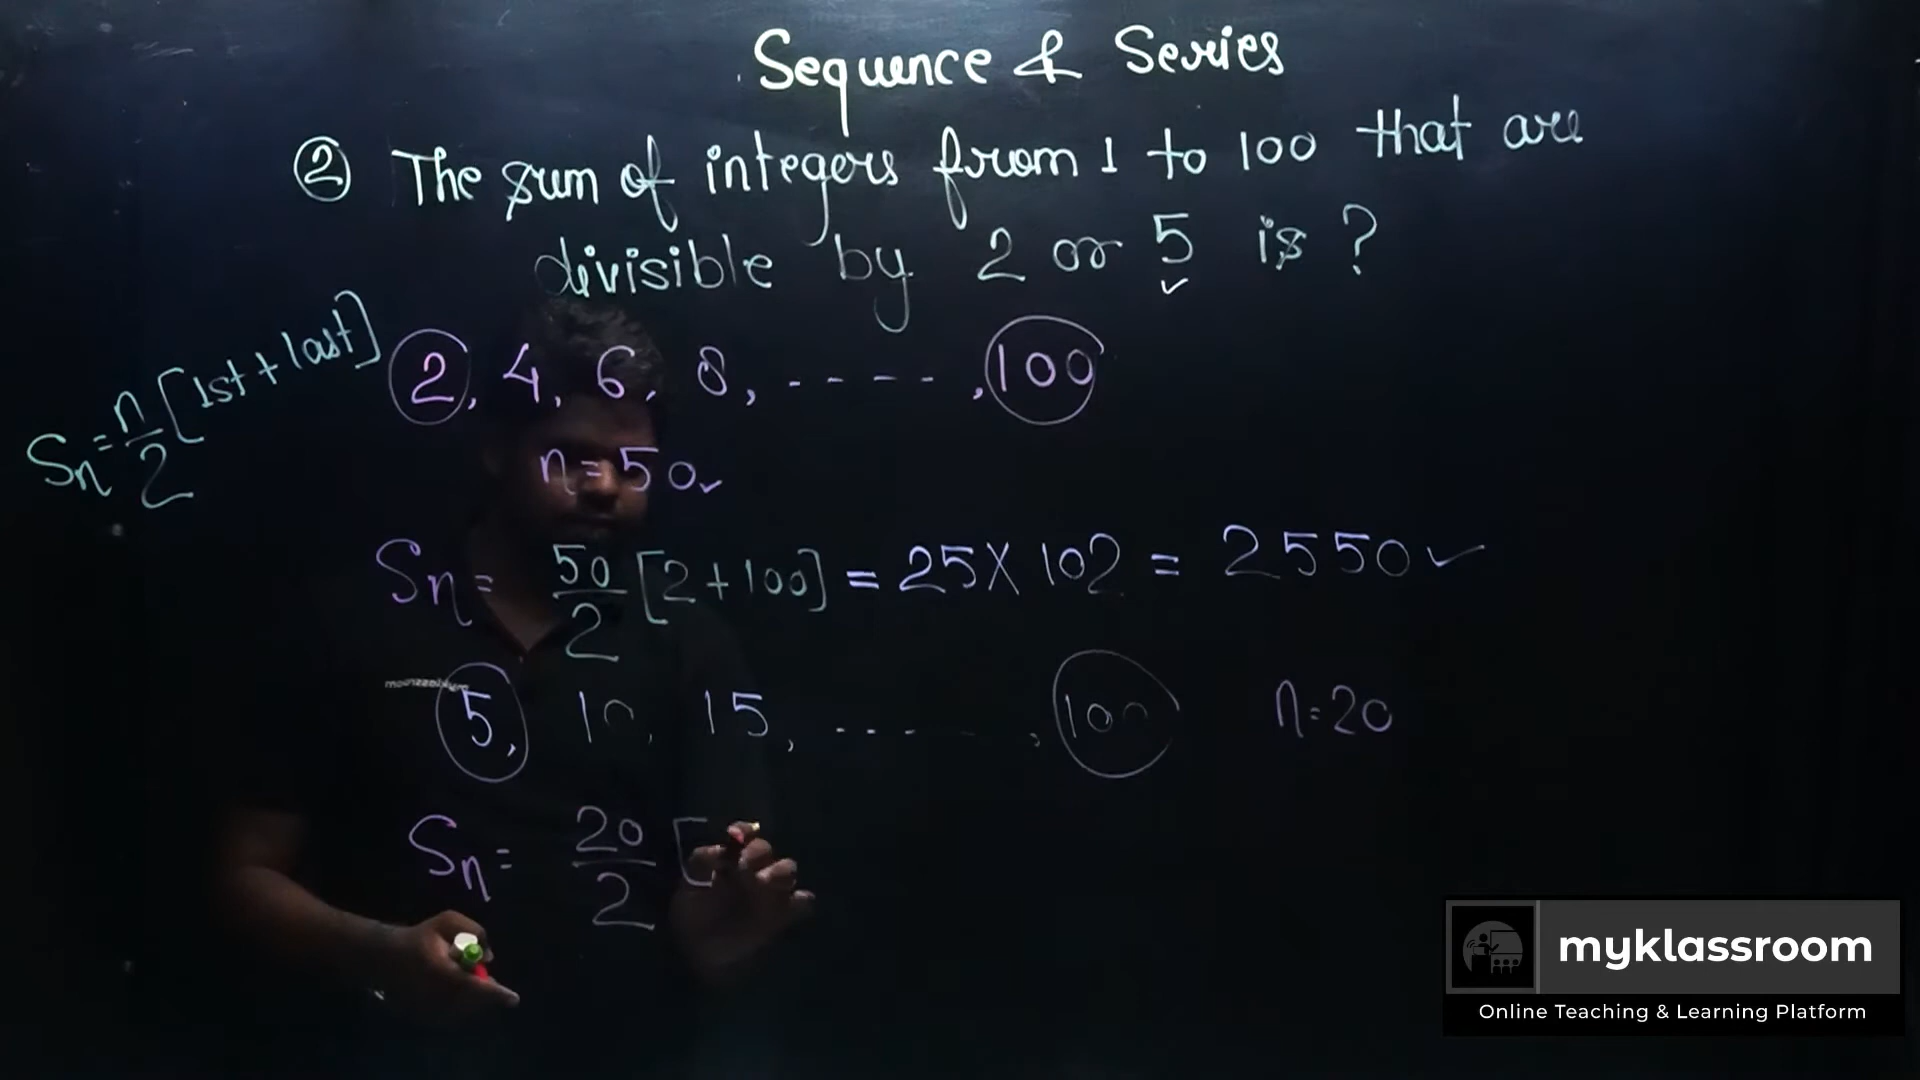 Sequence & Series
② The sum of integers from 1 to 100 that are
divisible by 2 or 5 is ?
Sn = n/2 [1st + last]
2, 4, 6, 8, - - - - , 100
n = 50
Sn = 50/2 [2 + 100] = 25 X 102 = 2550
5, 10, 15, - - - - - , 100 n = 20
Sn = 20/2 [
myklassroom
Online Teaching & Learning Platform